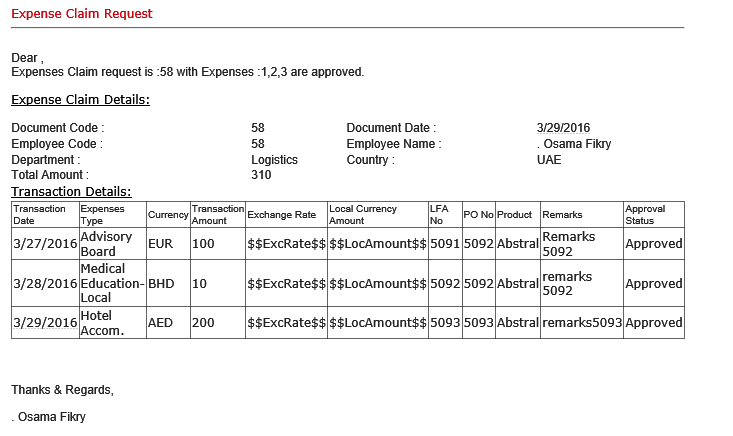 Expense Claim Request
Dear ,
Expenses Claim request is :58 with Expenses :1,2,3 are approved.
Expense Claim Details:
Document Code : 58 Document Date : 3/29/2016
Employee Code : 58 Employee Name : . Osama Fikry
Department : Logistics Country : UAE
Total Amount : 310
Transaction Details:
Transaction Date Expenses Type Currency Transaction Amount Exchange Rate Local Currency Amount LFA No PO No Product Remarks Approval Status
3/27/2016 Advisory Board EUR 100 $$ExcRate$$ $$LocAmount$$ 5091 5092 Abstral Remarks 5092 Approved
3/28/2016 Medical Education-Local BHD 10 $$ExcRate$$ $$LocAmount$$ 5092 5092 Abstral remarks 5092 Approved
3/29/2016 Hotel Accom. AED 200 $$ExcRate$$ $$LocAmount$$ 5093 5093 Abstral remarks5093 Approved
Thanks & Regards,
. Osama Fikry